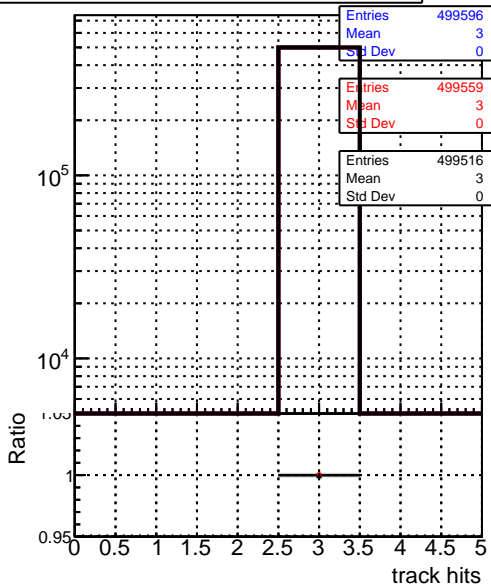 Entries 499596
Mean 3
Std Dev 0
Entries 499559
Mean 3
Std Dev 0
Entries 499516
Mean 3
Std Dev 0
10^5
10^4
1.05
Ratio
1
0.95
0 0.5 1 1.5 2 2.5 3 3.5 4 4.5 5
track hits